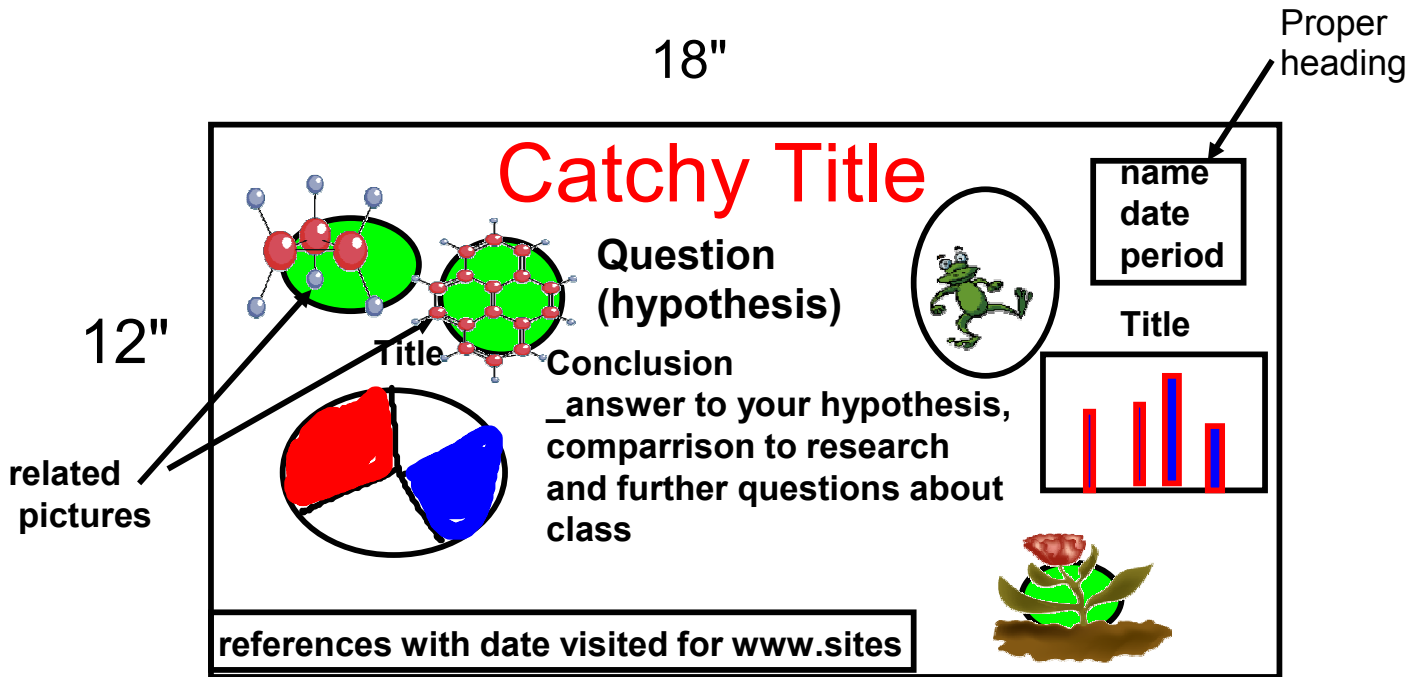 Proper
heading
18"
Catchy Title
name
date
period
Question
(hypothesis)
12"
Title
Title
Conclusion
_answer to your hypothesis,
comparrison to research
and further questions about
class
related
pictures
references with date visited for www.sites